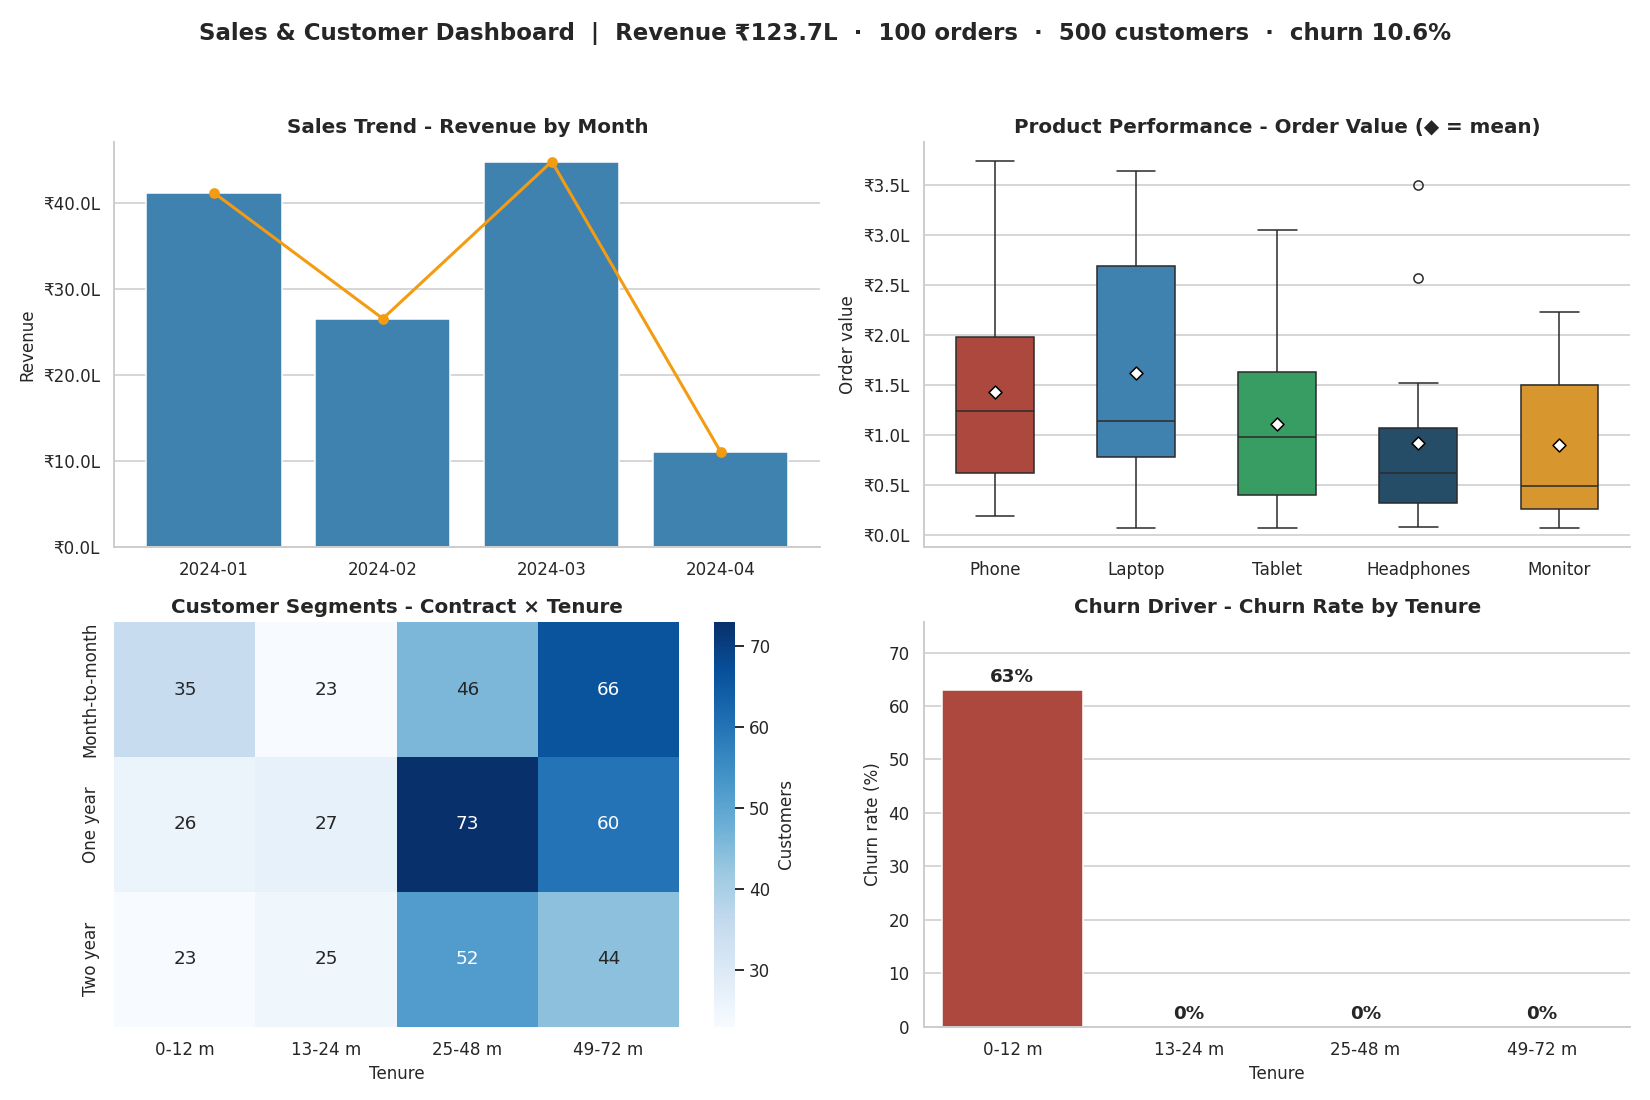 Sales & Customer Dashboard | Revenue ₹123.7L · 100 orders · 500 customers · churn 10.6%
Sales Trend - Revenue by Month
Revenue
₹40.0L
₹30.0L
₹20.0L
₹10.0L
₹0.0L
2024-01 2024-02 2024-03 2024-04
Product Performance - Order Value (◆ = mean)
Order value
₹3.5L
₹3.0L
₹2.5L
₹2.0L
₹1.5L
₹1.0L
₹0.5L
₹0.0L
Phone Laptop Tablet Headphones Monitor
Customer Segments - Contract × Tenure
Month-to-month 35 23 46 66
One year 26 27 73 60
Two year 23 25 52 44
0-12 m 13-24 m 25-48 m 49-72 m
Tenure
70
60
50
40
30
Customers
Churn Driver - Churn Rate by Tenure
Churn rate (%)
70
60
50
40
30
20
10
0
63% 0% 0% 0%
0-12 m 13-24 m 25-48 m 49-72 m
Tenure